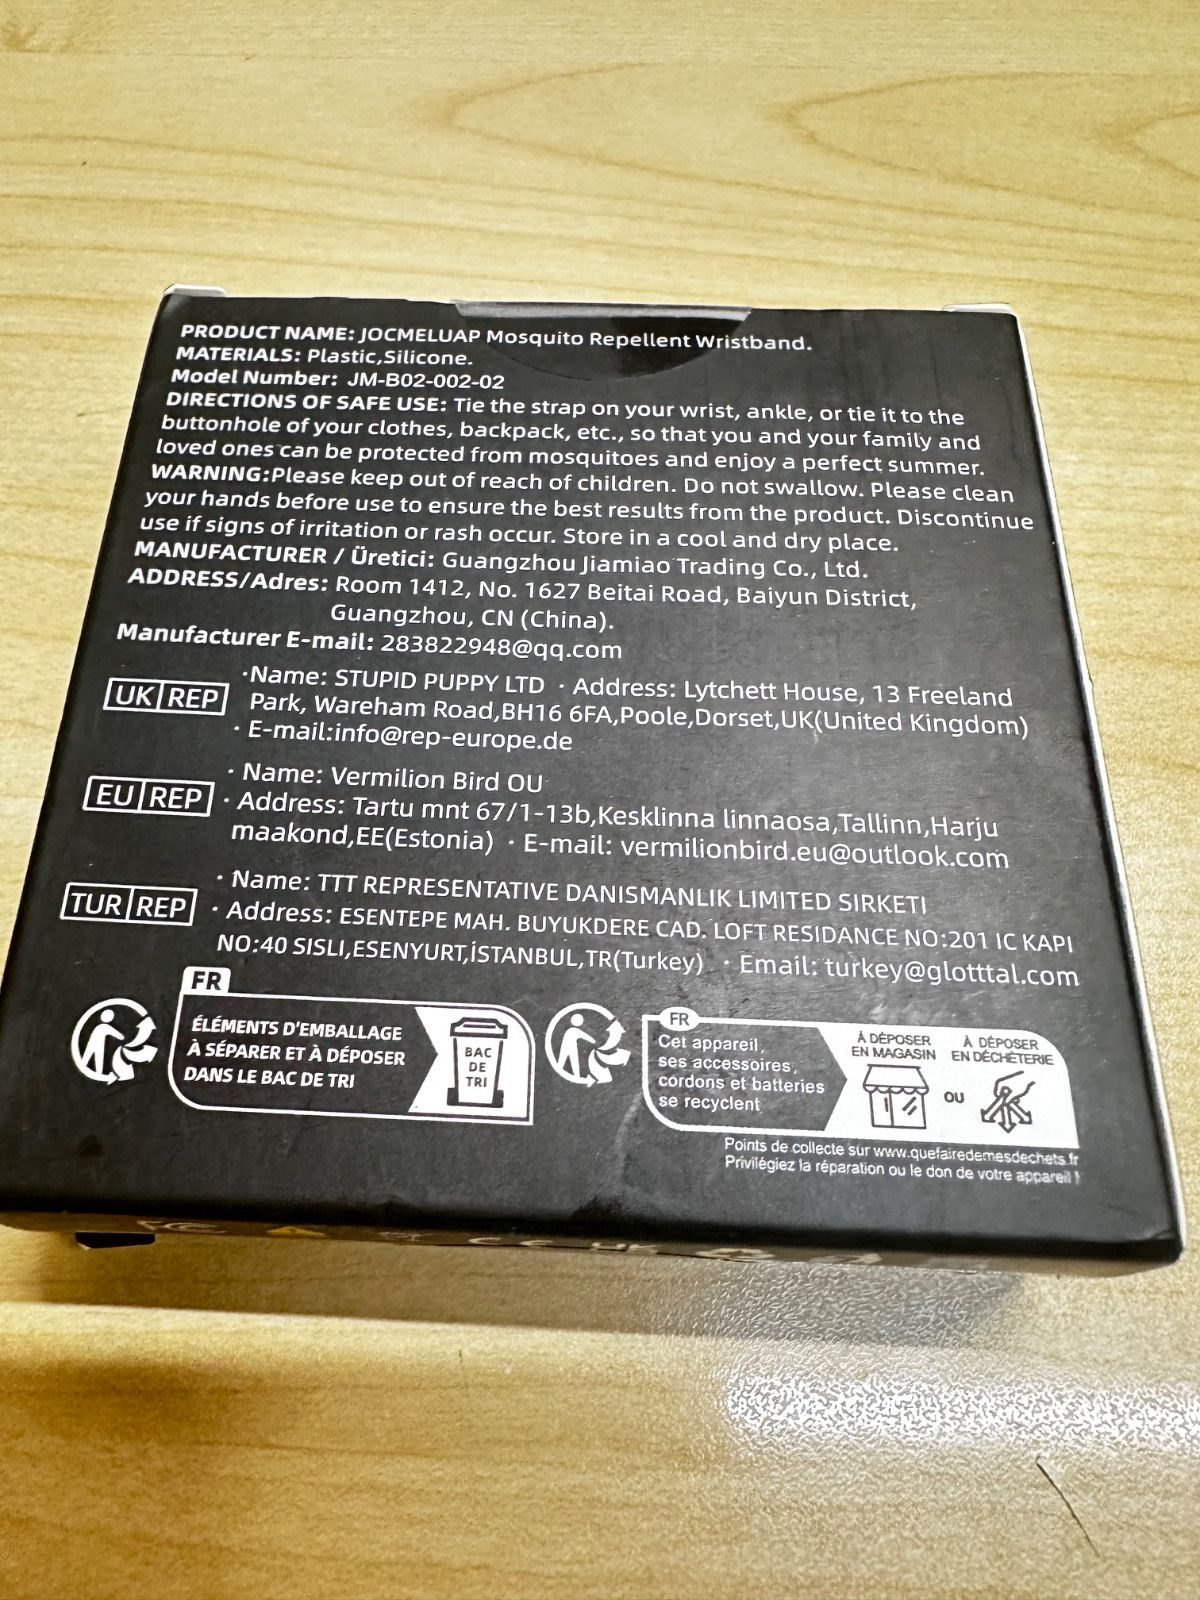 PRODUCT NAME: JOCMELUAP Mosquito Repellent Wristband.
MATERIALS: Plastic,Silicone.
Model Number: JM-B02-002-02
DIRECTIONS OF SAFE USE: Tie the strap on your wrist, ankle, or tie it to the
buttonhole of your clothes, backpack, etc., so that you and your family and
loved ones can be protected from mosquitoes and enjoy a perfect summer.
WARNING:Please keep out of reach of children. Do not swallow. Please clean
your hands before use to ensure the best results from the product. Discontinue
use if signs of irritation or rash occur. Store in a cool and dry place.
MANUFACTURER / Üretici: Guangzhou Jiamiao Trading Co., Ltd.
ADDRESS/Adres: Room 1412, No. 1627 Beitai Road, Baiyun District,
Guangzhou, CN (China).
Manufacturer E-mail: 283822948@qq.com
UK REP
·Name: STUPID PUPPY LTD · Address: Lytchett House, 13 Freeland
Park, Wareham Road,BH16 6FA,Poole,Dorset,UK(United Kingdom)
· E-mail:info@rep-europe.de
EU REP
· Name: Vermilion Bird OU
· Address: Tartu mnt 67/1-13b,Kesklinna linnaosa,Tallinn,Harju
maakond,EE(Estonia) · E-mail: vermilionbird.eu@outlook.com
TUR REP
· Name: TTT REPRESENTATIVE DANISMANLIK LIMITED SIRKETI
· Address: ESENTEPE MAH. BUYUKDERE CAD. LOFT RESIDANCE NO:201 IC KAPI
NO:40 SISLI,ESENYURT,İSTANBUL,TR(Turkey) · Email: turkey@glotttal.com
FR
ÉLÉMENTS D'EMBALLAGE
À SÉPARER ET À DÉPOSER
DANS LE BAC DE TRI
BAC
DE
TRI
FR
Cet appareil,
ses accessoires,
cordons et batteries
se recyclent
À DÉPOSER
EN MAGASIN
OU
À DÉPOSER
EN DÉCHÈTERIE
Points de collecte sur www.quefairedemesdechets.fr
Privilégiez la réparation ou le don de votre appareil !